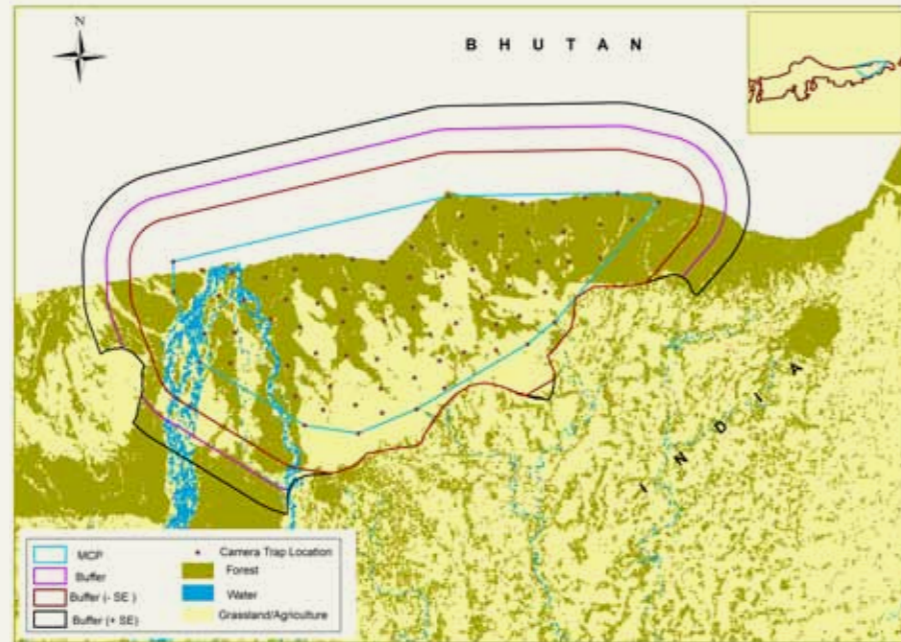 N
B H U T A N
I N D I A
MCP
Buffer
Buffer (- SE )
Buffer (+ SE)
Camera Trap Location
Forest
Water
Grassland/Agriculture